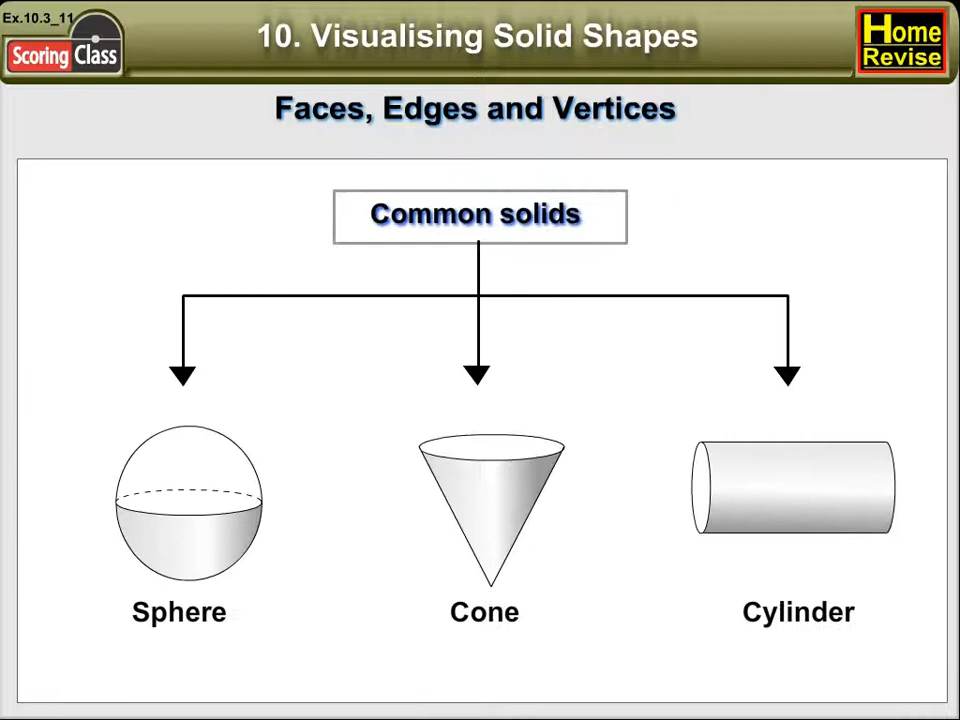 Ex.10.3_11
Scoring Class
10. Visualising Solid Shapes
Home
Revise
Faces, Edges and Vertices
Common solids
Sphere
Cone
Cylinder